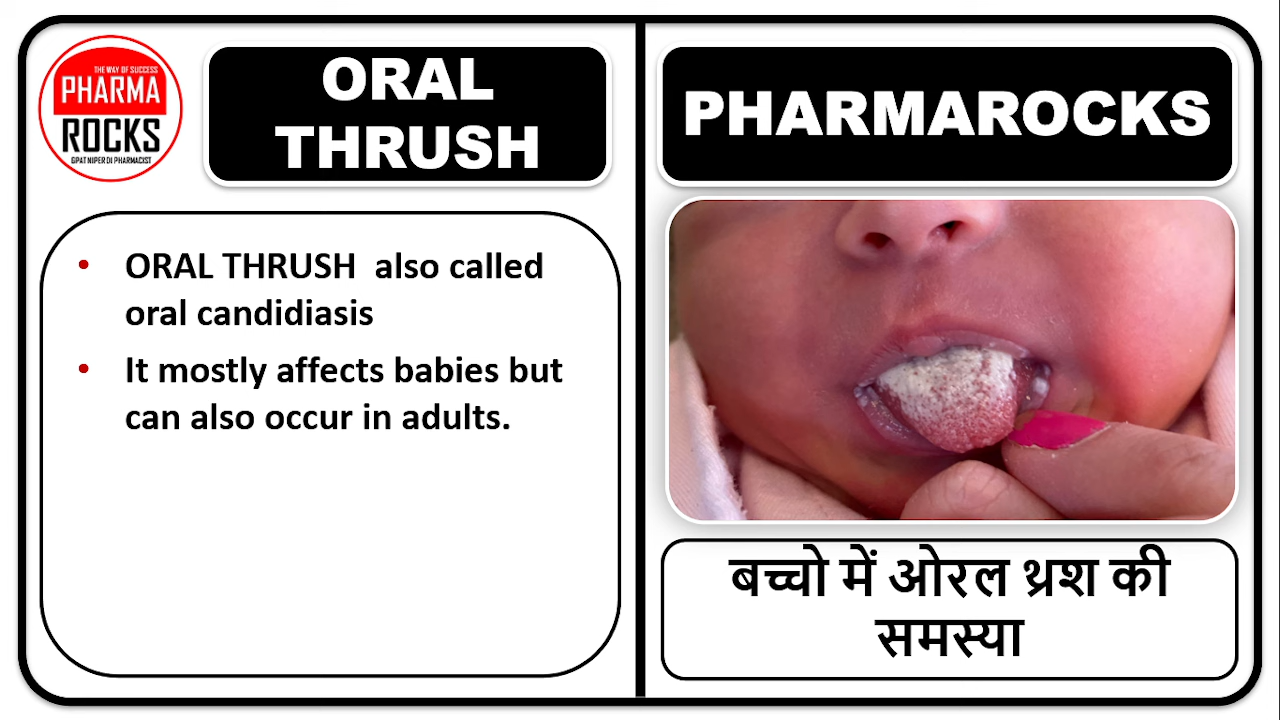 THE WAY OF SUCCESS
PHARMA
ROCKS
GPAT NIPER DI PHARMACIST
ORAL
THRUSH
• ORAL THRUSH also called
oral candidiasis
• It mostly affects babies but
can also occur in adults.
PHARMAROCKS
बच्चो में ओरल थ्रश की
समस्या